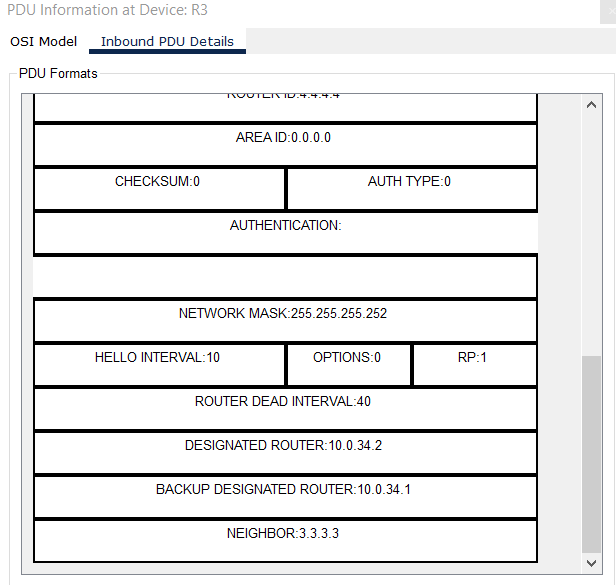 PDU Information at Device: R3
OSI Model Inbound PDU Details
PDU Formats
ROUTER ID:4.4.4.4
AREA ID:0.0.0.0
CHECKSUM:0 AUTH TYPE:0
AUTHENTICATION:
NETWORK MASK:255.255.255.252
HELLO INTERVAL:10 OPTIONS:0 RP:1
ROUTER DEAD INTERVAL:40
DESIGNATED ROUTER:10.0.34.2
BACKUP DESIGNATED ROUTER:10.0.34.1
NEIGHBOR:3.3.3.3